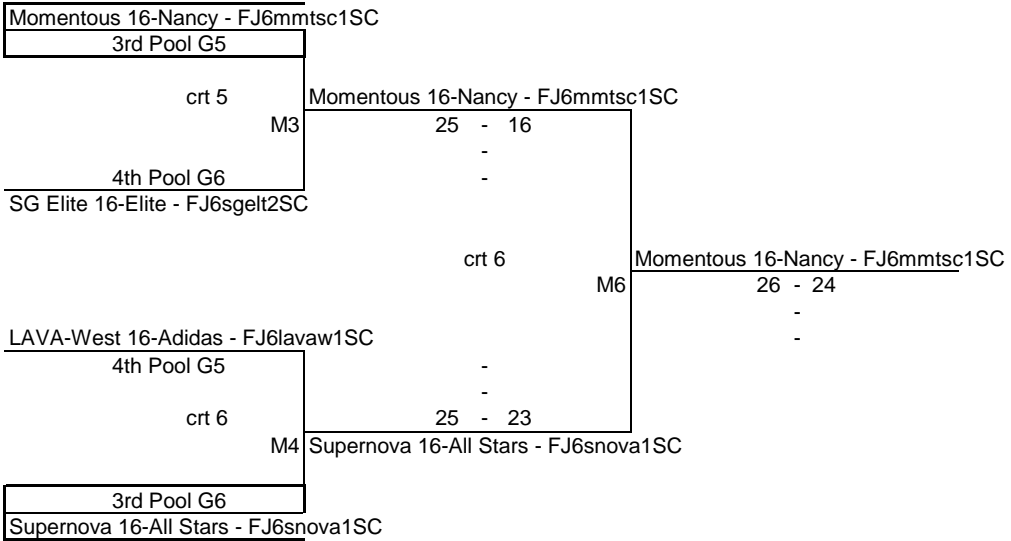 Momentous 16-Nancy - FJ6mmtsc1SC
3rd Pool G5
crt 5
Momentous 16-Nancy - FJ6mmtsc1SC
M3
25 - 16
-
4th Pool G6
-
SG Elite 16-Elite - FJ6sgelt2SC
crt 6
Momentous 16-Nancy - FJ6mmtsc1SC
M6
26 - 24
-
LAVA-West 16-Adidas - FJ6lavaw1SC
-
4th Pool G5
-
-
crt 6
25 - 23
M4
Supernova 16-All Stars - FJ6snova1SC
3rd Pool G6
Supernova 16-All Stars - FJ6snova1SC